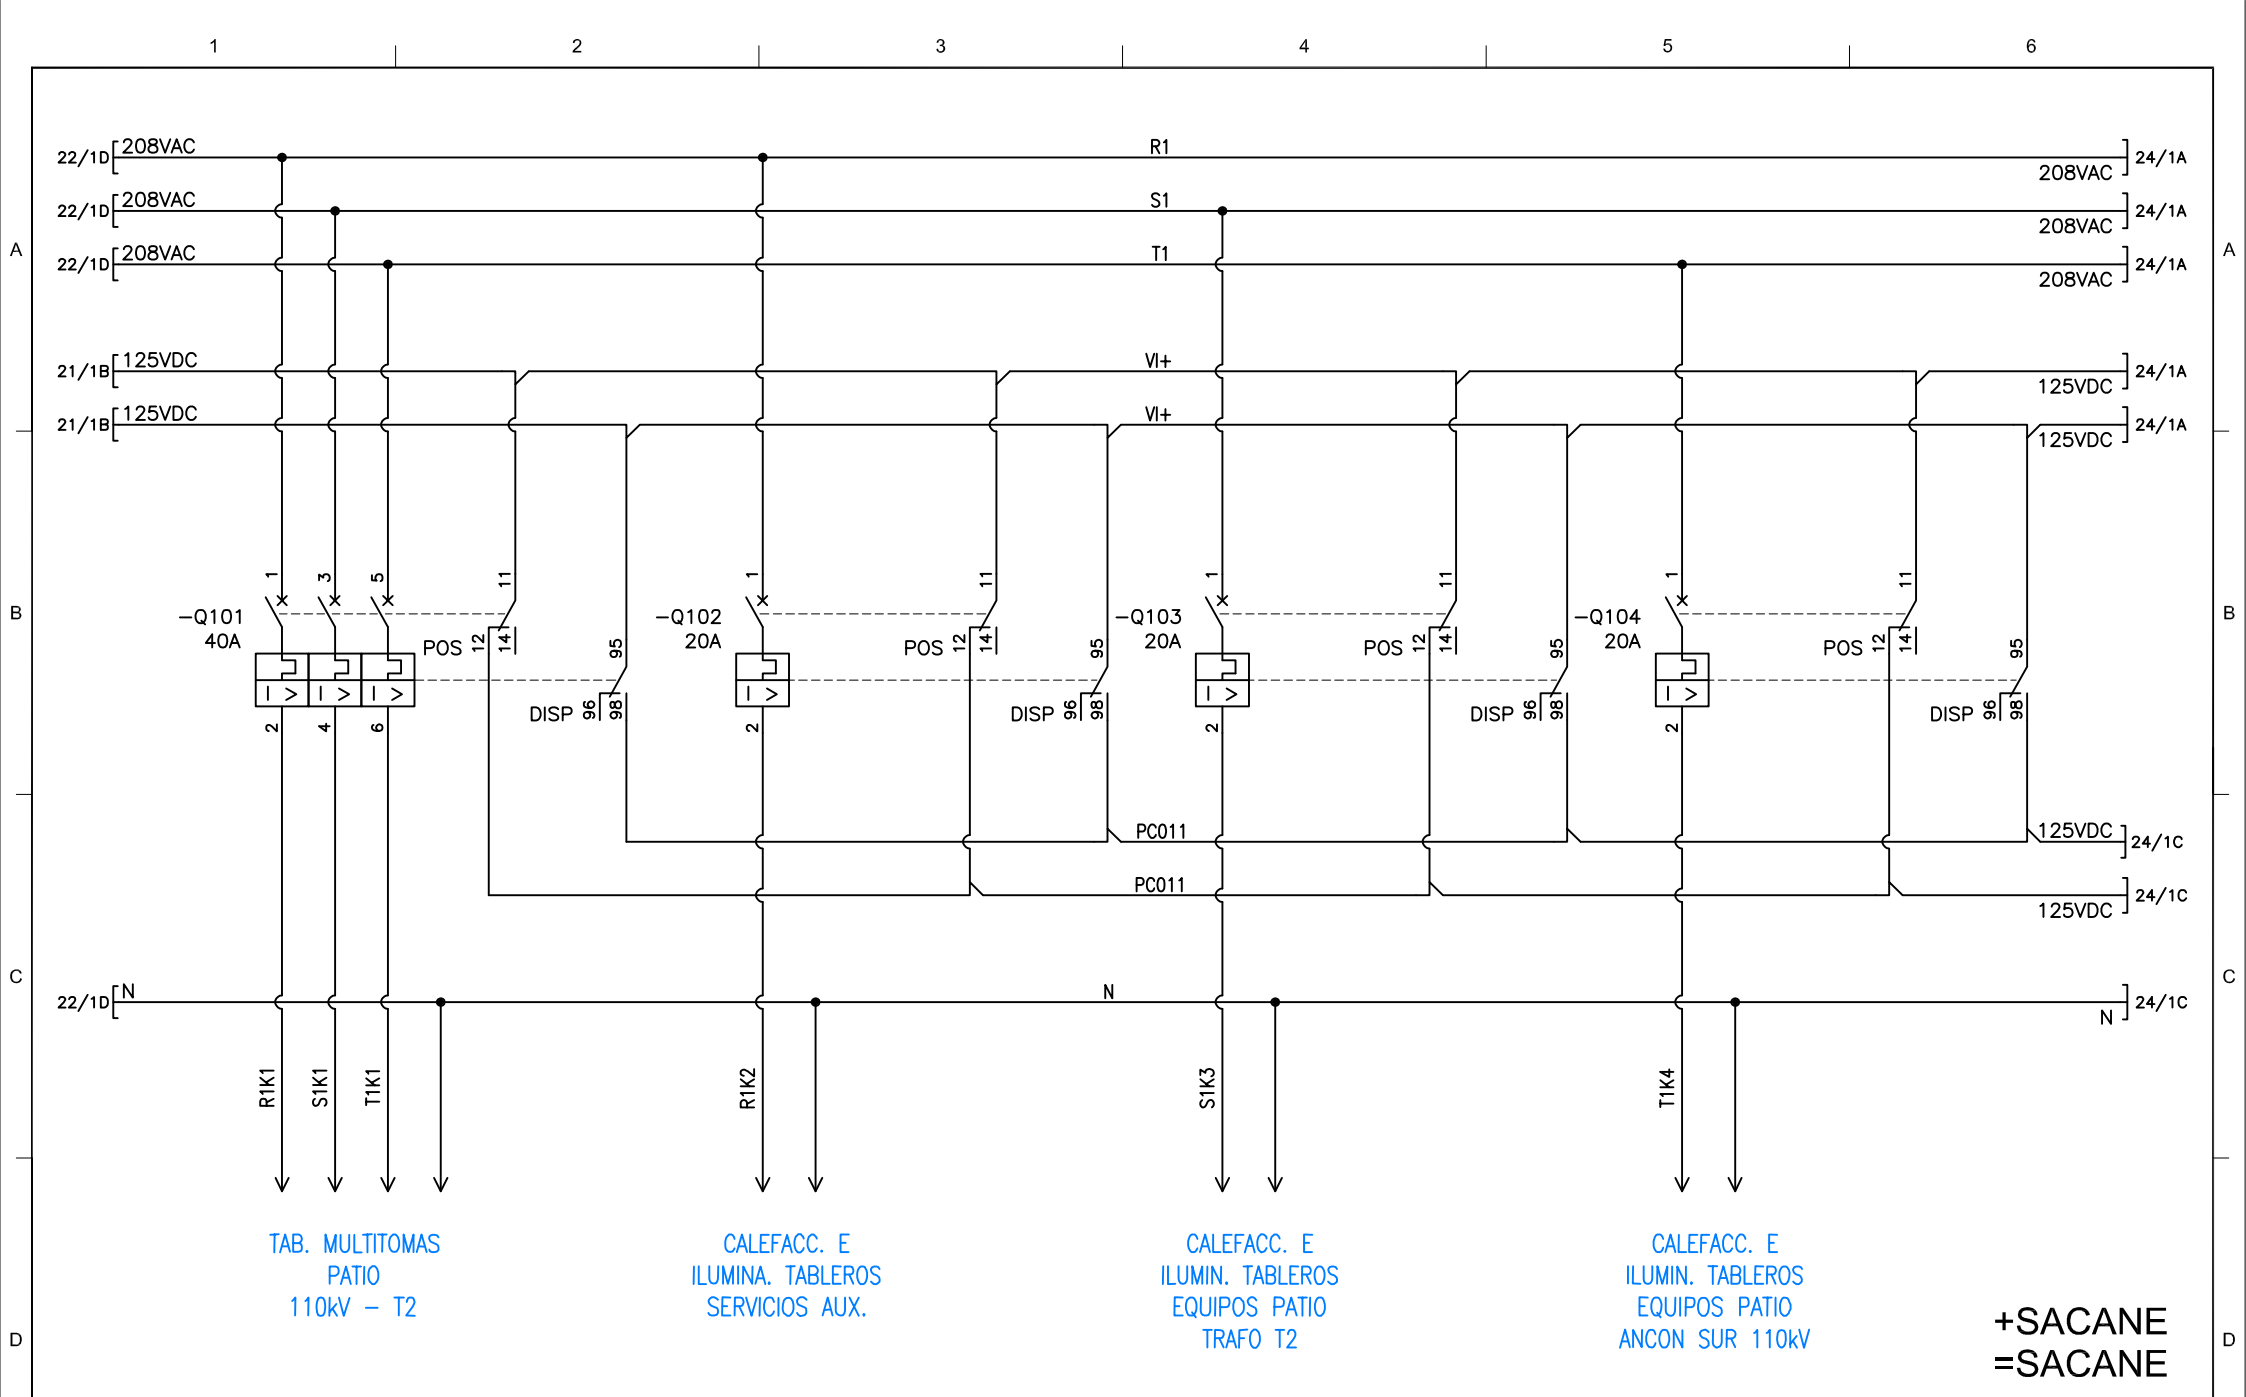 1 2 3 4 5 6
22/1D 208VAC R1 208VAC 24/1A
22/1D 208VAC S1 208VAC 24/1A
A 22/1D 208VAC T1 208VAC 24/1A A
21/1B 125VDC VI+ 125VDC 24/1A
21/1B 125VDC VI+ 125VDC 24/1A
1 3 5 11 1 11 1 11 1 11
B -Q101 -Q102 -Q103 -Q104 B
40A 20A 20A 20A
POS 12 14 95 POS 12 14 95 POS 12 14 95 POS 12 14 95
I > I > I > I > I > I >
2 4 6 DISP 96 98 2 DISP 96 98 2 DISP 96 98 2 DISP 96 98
PC011 125VDC 24/1C
PC011 125VDC 24/1C
C C
22/1D N N N 24/1C
R1K1 S1K1 T1K1 R1K2 S1K3 T1K4
TAB. MULTITOMAS
PATIO
110kV - T2
CALEFACC. E
ILUMINA. TABLEROS
SERVICIOS AUX.
CALEFACC. E
ILUMIN. TABLEROS
EQUIPOS PATIO
TRAFO T2
CALEFACC. E
ILUMIN. TABLEROS
EQUIPOS PATIO
ANCON SUR 110kV
+SACANE
D D
=SACANE